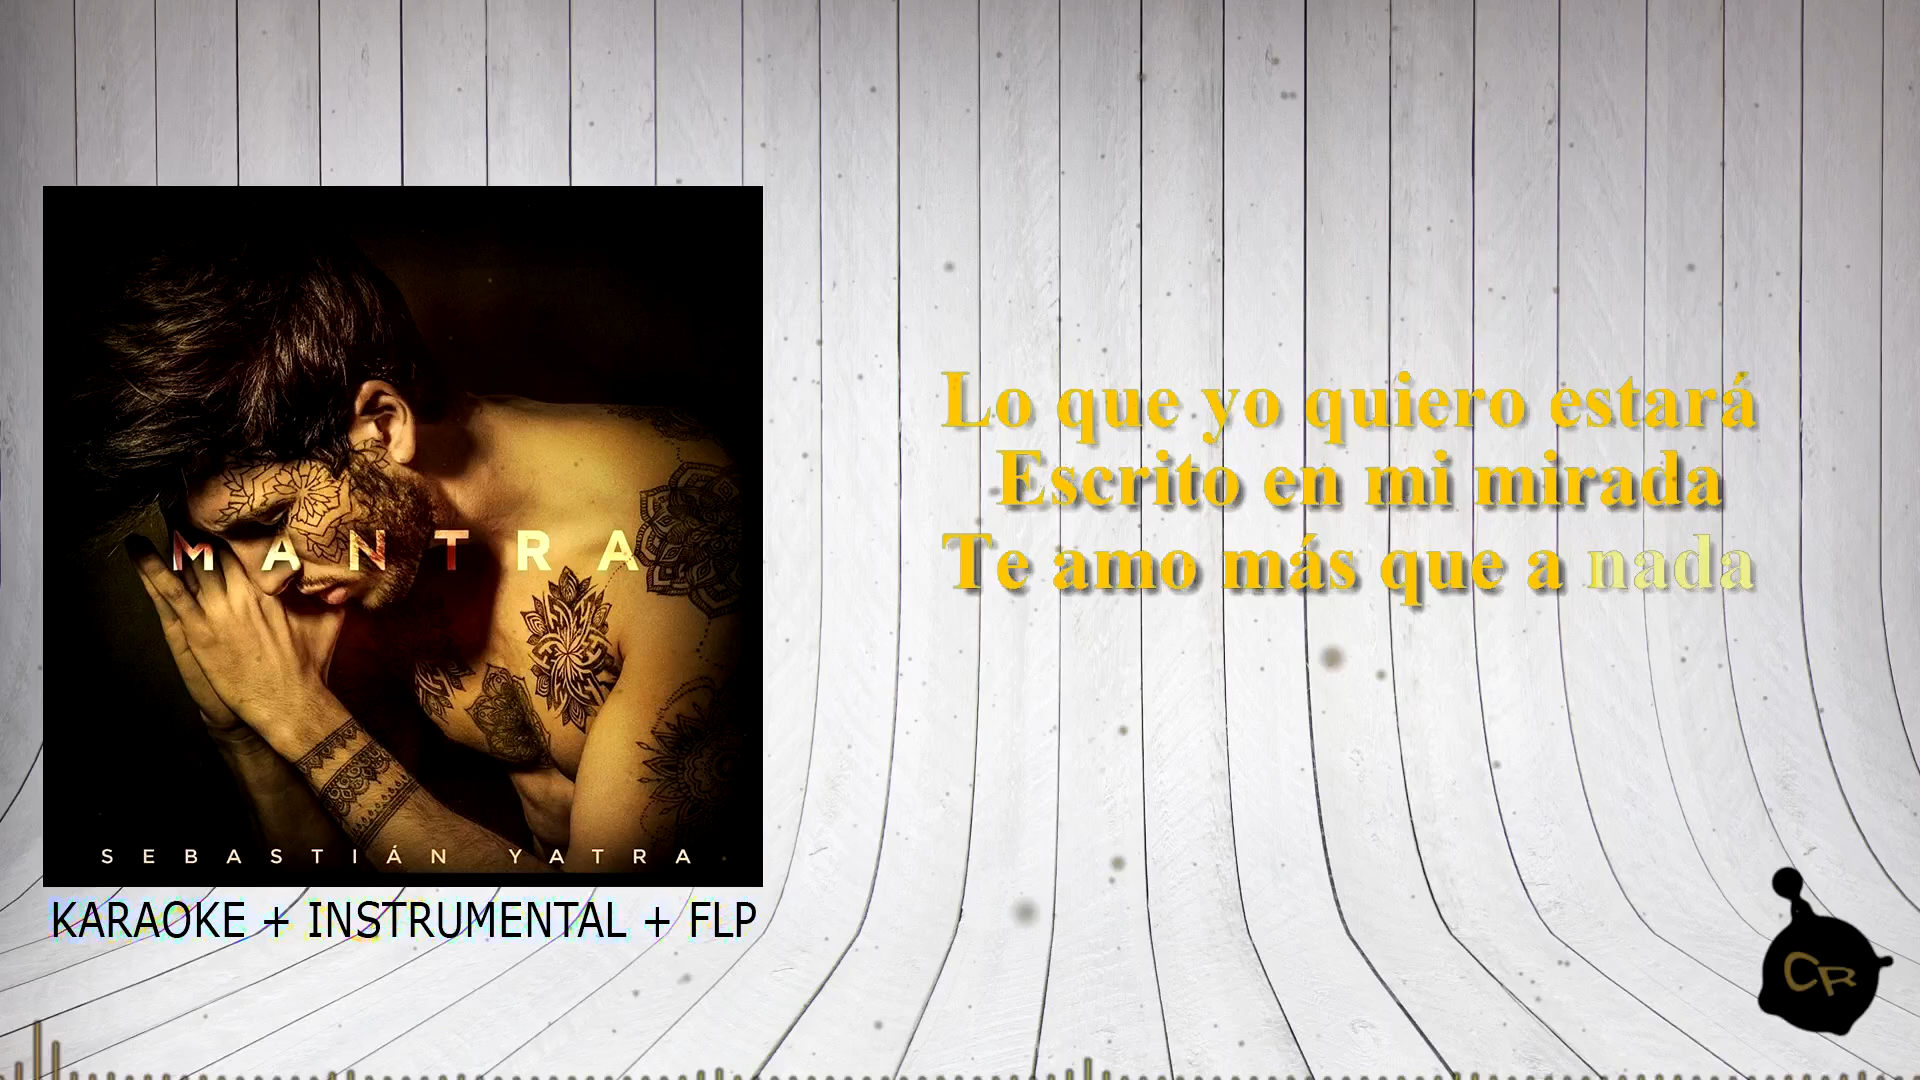 MANTRA
SEBASTIÁN YATRA
KARAOKE + INSTRUMENTAL + FLP
Lo que yo quiero estará
Escrito en mi mirada
Te amo más que a nada
CR